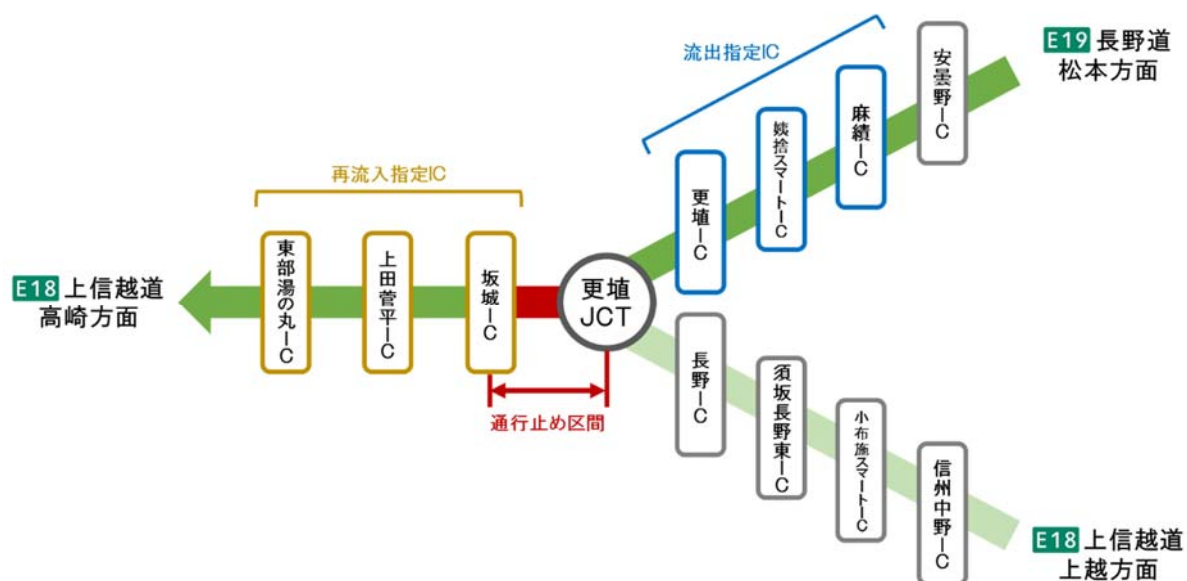 流出指定IC
E19 長野道
松本方面
安曇野IC
麻績IC
姨捨スマートIC
更埴IC
再流入指定IC
東部湯の丸IC
上田菅平IC
坂城IC
更埴
JCT
E18 上信越道
高崎方面
通行止め区間
長野IC
須坂長野東IC
小布施スマートIC
信州中野IC
E18 上信越道
上越方面